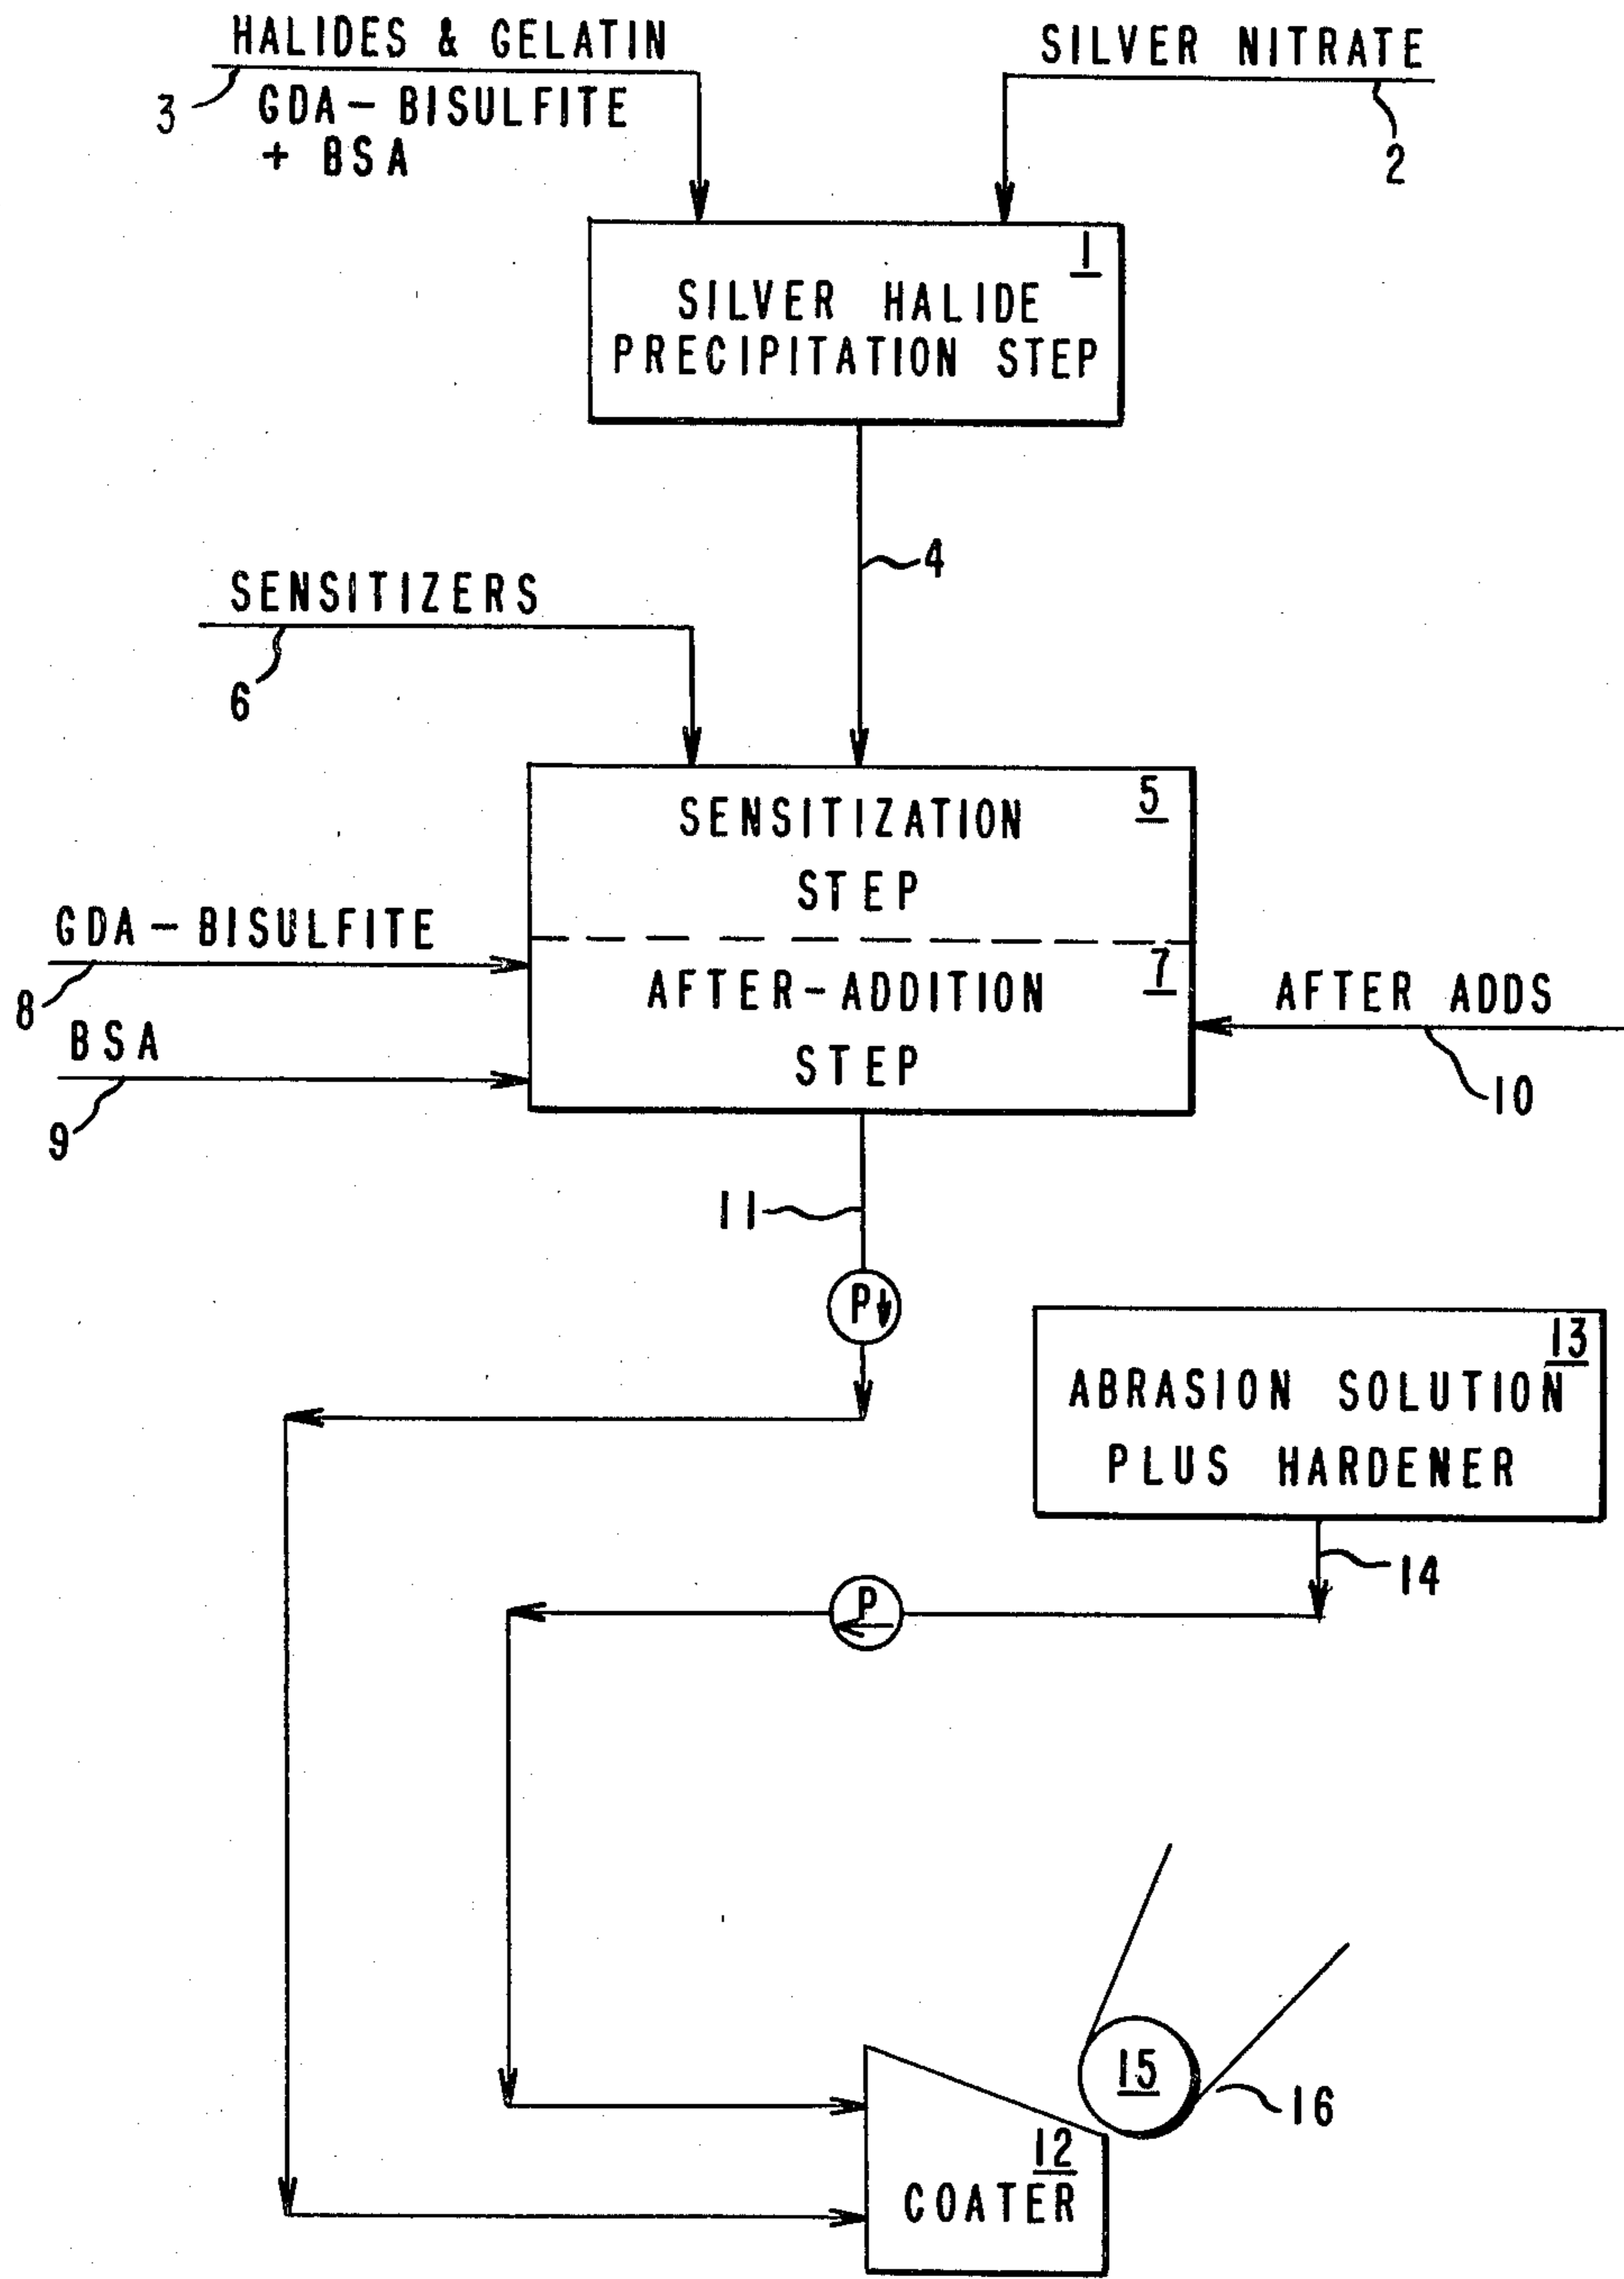 HALIDES & GELATIN
SILVER NITRATE
3
GDA-BISULFITE
+ BSA
2
1
SILVER HALIDE
PRECIPITATION STEP
4
SENSITIZERS
6
5
SENSITIZATION
STEP
GDA-BISULFITE
8
7
AFTER-ADDITION
STEP
AFTER ADDS
10
BSA
9
11
P
13
ABRASION SOLUTION
PLUS HARDENER
14
P
15
16
12
COATER